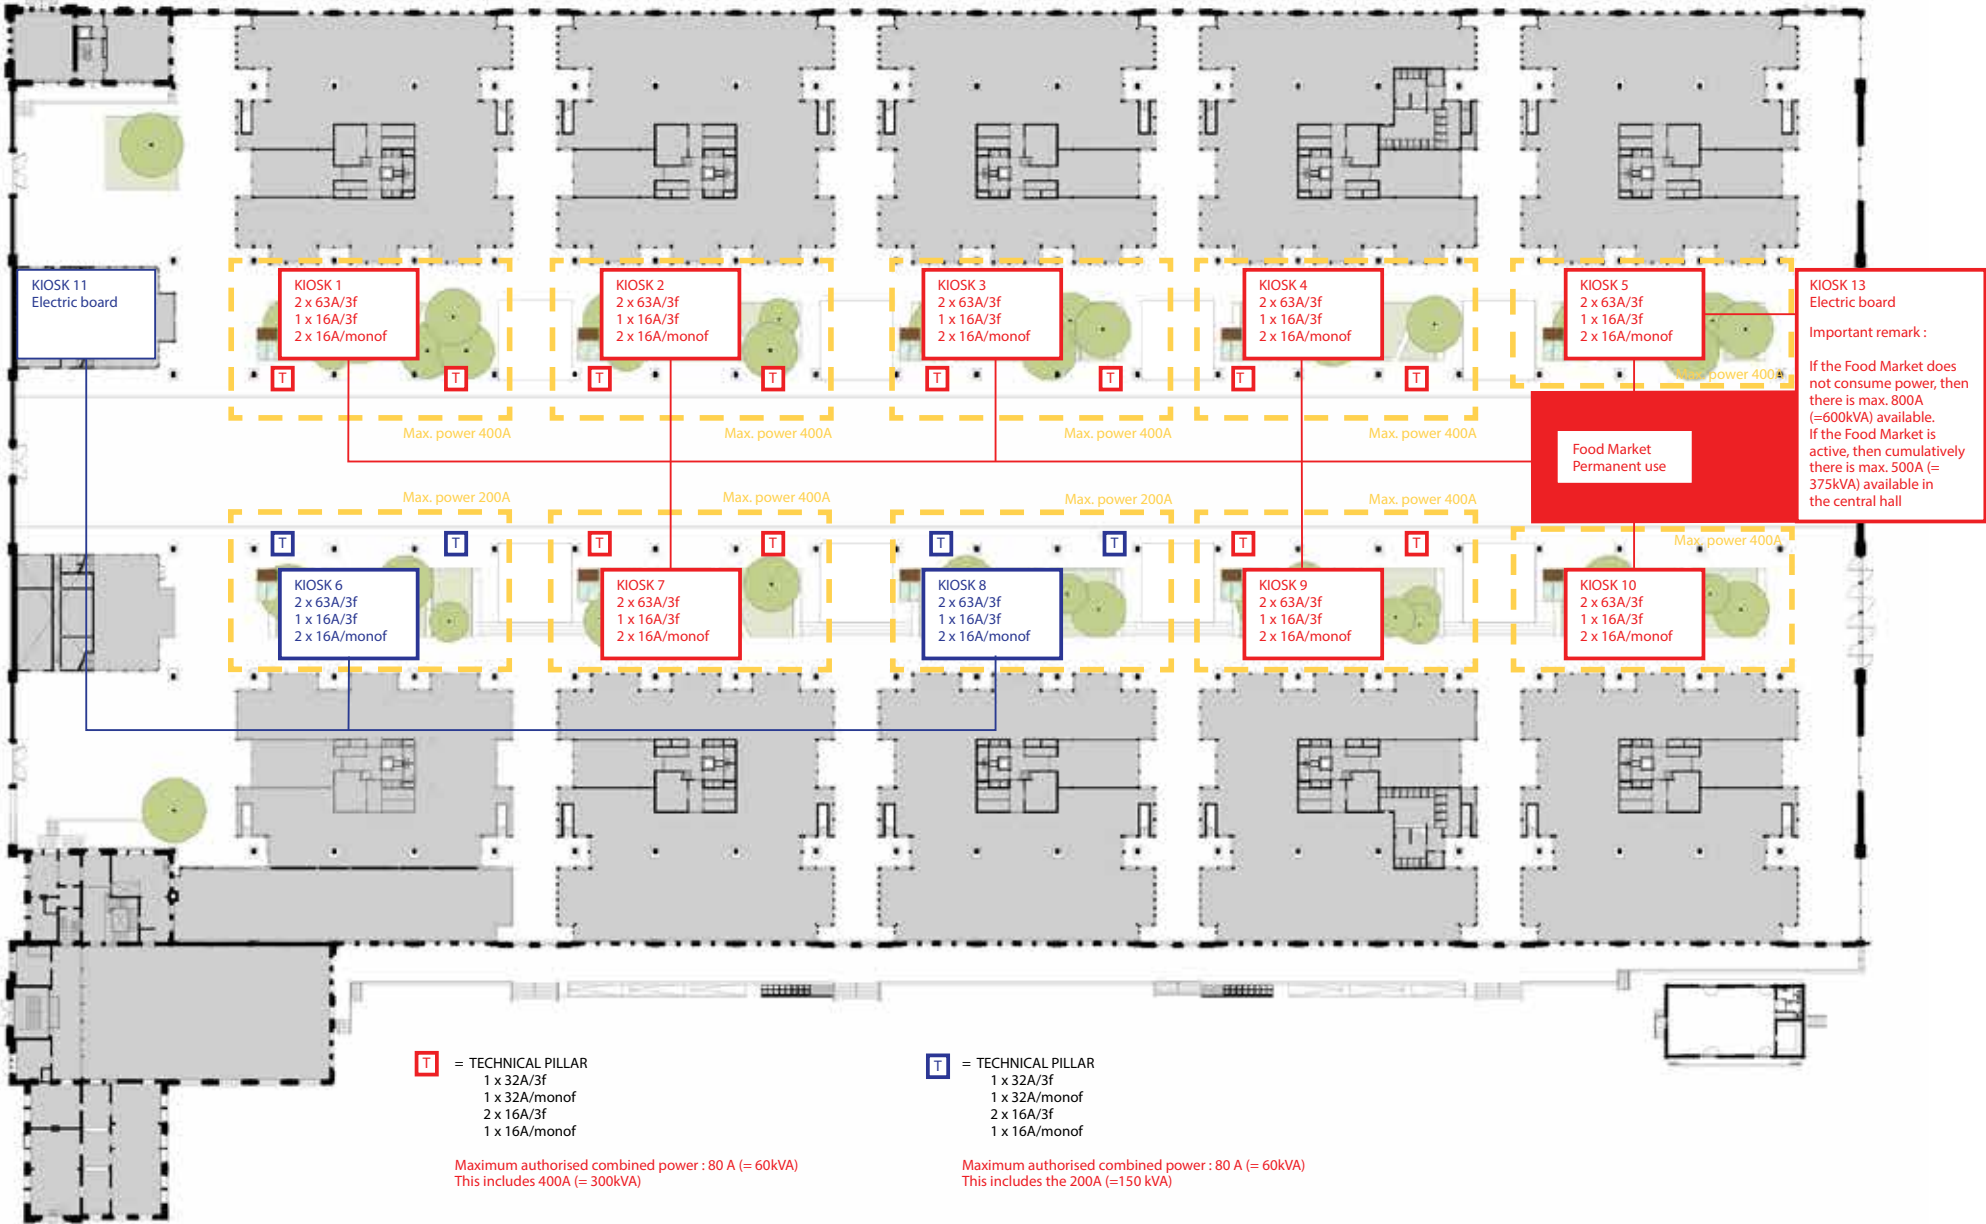 KIOSK 11
Electric board
KIOSK 1
2 x 63A/3f
1 x 16A/3f
2 x 16A/monof
KIOSK 2
2 x 63A/3f
1 x 16A/3f
2 x 16A/monof
KIOSK 3
2 x 63A/3f
1 x 16A/3f
2 x 16A/monof
KIOSK 4
2 x 63A/3f
1 x 16A/3f
2 x 16A/monof
KIOSK 5
2 x 63A/3f
1 x 16A/3f
2 x 16A/monof
KIOSK 13
Electric board
Important remark :
If the Food Market does
not consume power, then
there is max. 800A
(=600kVA) available.
If the Food Market is
active, then cumulatively
there is max. 500A (=
375kVA) available in
the central hall
T
T
T
T
T
T
T
T
Max. power 400A
Max. power 400A
Max. power 400A
Max. power 400A
Max. power 400A
Food Market
Permanent use
Max. power 200A
Max. power 400A
Max. power 200A
Max. power 400A
Max. power 400A
T
T
T
T
T
T
T
T
KIOSK 6
2 x 63A/3f
1 x 16A/3f
2 x 16A/monof
KIOSK 7
2 x 63A/3f
1 x 16A/3f
2 x 16A/monof
KIOSK 8
2 x 63A/3f
1 x 16A/3f
2 x 16A/monof
KIOSK 9
2 x 63A/3f
1 x 16A/3f
2 x 16A/monof
KIOSK 10
2 x 63A/3f
1 x 16A/3f
2 x 16A/monof
T = TECHNICAL PILLAR
1 x 32A/3f
1 x 32A/monof
2 x 16A/3f
1 x 16A/monof
Maximum authorised combined power : 80 A (= 60kVA)
This includes 400A (= 300kVA)
T = TECHNICAL PILLAR
1 x 32A/3f
1 x 32A/monof
2 x 16A/3f
1 x 16A/monof
Maximum authorised combined power : 80 A (= 60kVA)
This includes the 200A (=150 kVA)